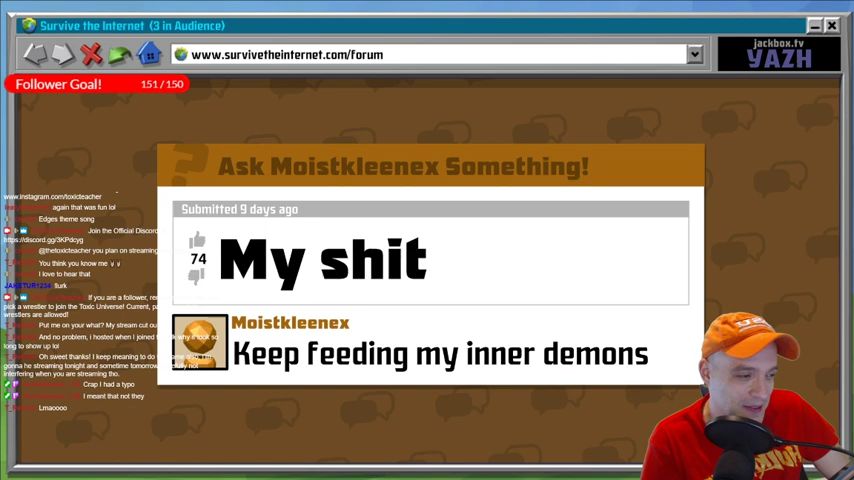 Survive the Internet (3 in Audience)
www.survivetheinternet.com/forum
jackbox.tv
YAZH
Follower Goal! 151 / 150
? Ask Moistkleenex Something!
Submitted 9 days ago
74
My shit
Moistkleenex
Keep feeding my inner demons
www.instagram.com/toxicteacher
again that was fun lol
Edges theme song
Join the Official Discord
https://discord.gg/3KPdcyg
@thetoxicteacher you plan on streaming
You think you know me
I love to hear that
JAKETUR1234 !lurk
If you are a follower,
pick a wrestler to join the Toxic Universe! Current,
wrestlers are allowed!
Put me on your what? My stream cut
And no problem, i hosted when I joined
long to show up lol
Oh sweet thanks! I keep meaning to do
gonna he streaming tonight and sometime tomorrow
interfering when you are streaming tho.
Crap I had a typo
I meant that not they
Lmaoooo